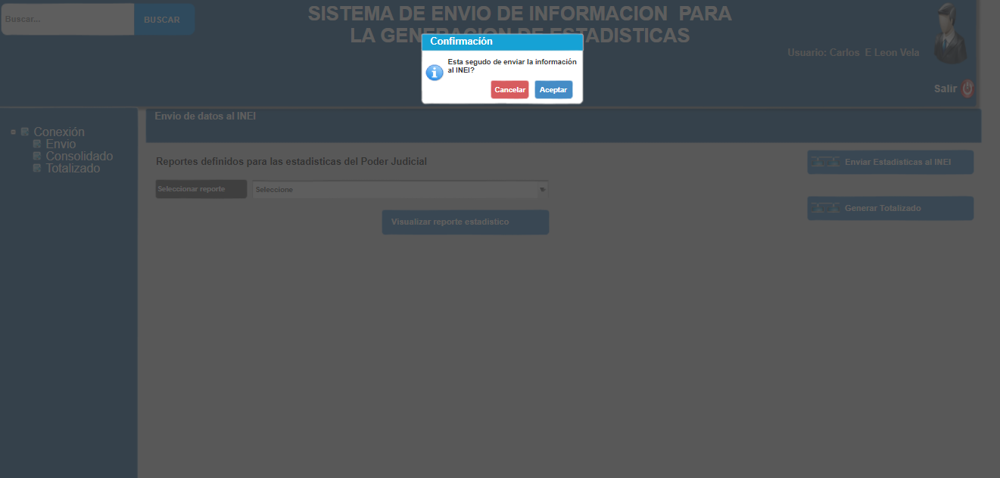 Buscar...
BUSCAR
SISTEMA DE ENVIO DE INFORMACION PARA
LA GENERACION DE ESTADISTICAS
Usuario: Carlos E Leon Vela
Salir
Confirmación
Esta segudo de enviar la información
al INEI?
Cancelar
Aceptar
Conexión
Envio
Consolidado
Totalizado
Envio de datos al INEI
Reportes definidos para las estadisticas del Poder Judicial
Seleccionar reporte
Seleccione
Visualizar reporte estadistico
Enviar Estadisticas al INEI
Generar Totalizado